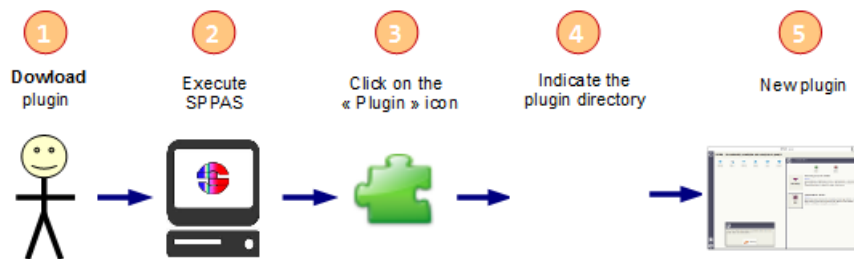 1
Dowload
plugin
2
Execute
SPPAS
3
Click on the
« Plugin » icon
4
Indicate the
plugin directory
5
New plugin